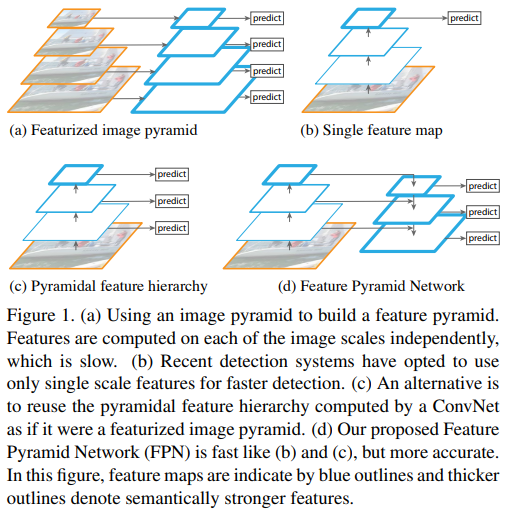 predict
predict
predict
predict
(a) Featurized image pyramid
predict
(b) Single feature map
predict
predict
predict
(c) Pyramidal feature hierarchy
predict
predict
predict
(d) Feature Pyramid Network
Figure 1. (a) Using an image pyramid to build a feature pyramid.
Features are computed on each of the image scales independently,
which is slow. (b) Recent detection systems have opted to use
only single scale features for faster detection. (c) An alternative is
to reuse the pyramidal feature hierarchy computed by a ConvNet
as if it were a featurized image pyramid. (d) Our proposed Feature
Pyramid Network (FPN) is fast like (b) and (c), but more accurate.
In this figure, feature maps are indicate by blue outlines and thicker
outlines denote semantically stronger features.